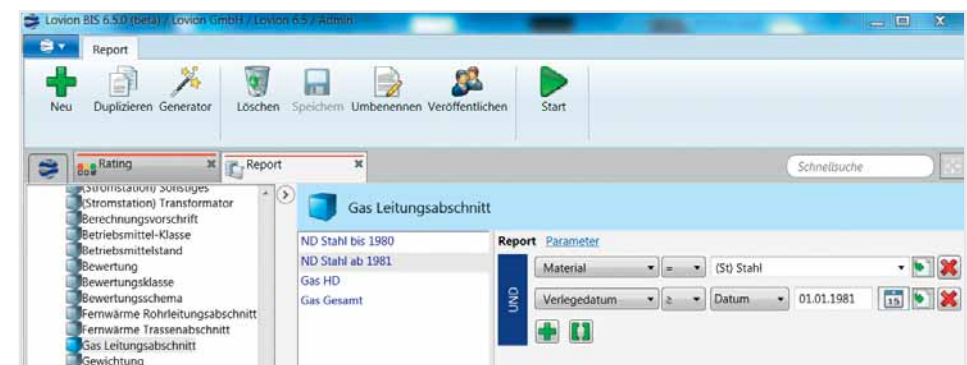 Lovion BIS 6.5.0 (beta) / Lovion GmbH / Lovion 6.5 / Admin
Report
Neu Duplizieren Generator Löschen Speichern Umbenennen Veröffentlichen Start
Rating Report Schnellsuche
(Stromstation) Sonstiges
(Stromstation) Transformator
Berechnungsvorschrift
Betriebsmittel-Klasse
Betriebsmittelstand
Bewertung
Bewertungsklasse
Bewertungsschema
Fernwärme Rohrleitungsabschnitt
Fernwärme Trassenabschnitt
Gas Leitungsabschnitt
Gewichtung
Gas Leitungsabschnitt
ND Stahl bis 1980
ND Stahl ab 1981
Gas HD
Gas Gesamt
Report Parameter
UND
Material = (St) Stahl
Verlegedatum ≥ Datum 01.01.1981 15